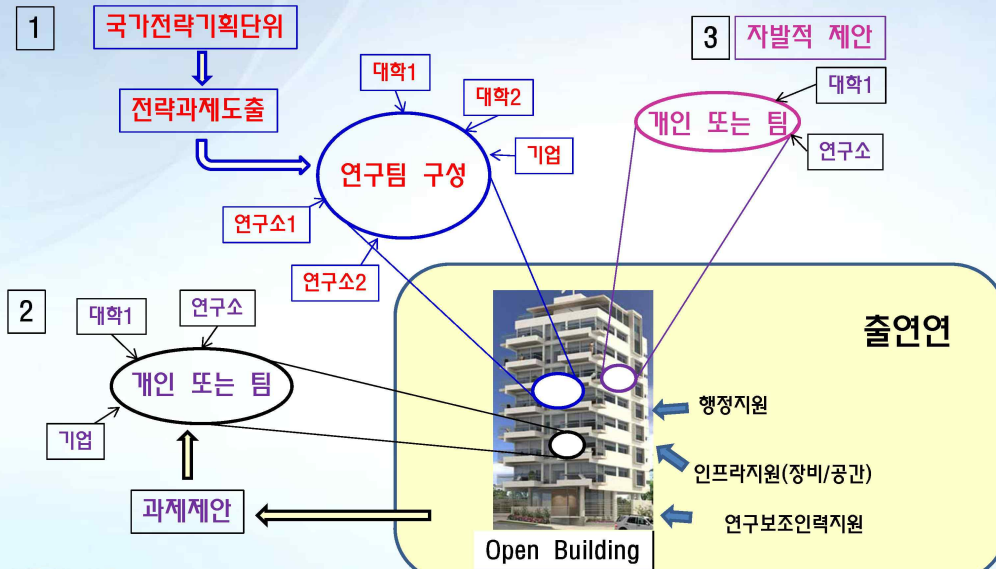 1
국가전략기획단위
전략과제도출
대학1
대학2
기업
연구팀 구성
연구소1
연구소2
3
자발적 제안
대학1
개인 또는 팀
연구소
2
대학1
연구소
개인 또는 팀
기업
과제제안
출연연
행정지원
인프라지원(장비/공간)
연구보조인력지원
Open Building